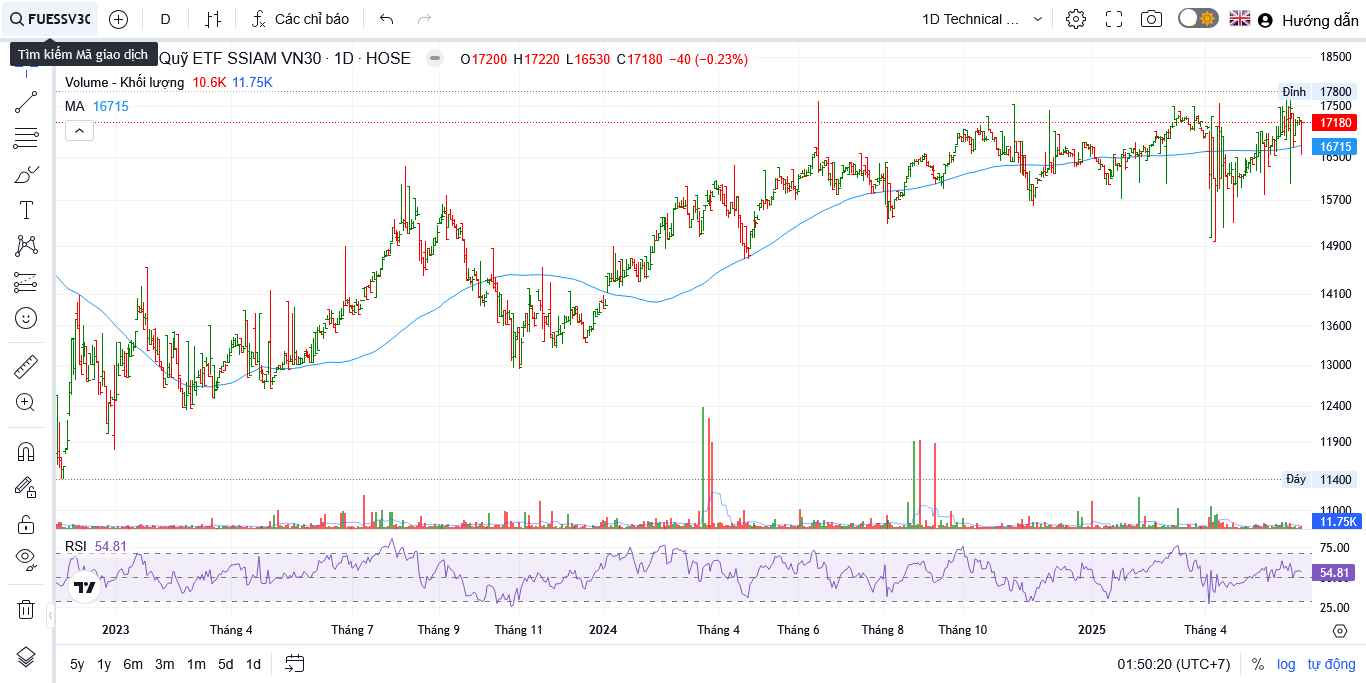 FUESSV30
D
Các chỉ báo
1D Technical ...
Hướng dẫn
Tìm kiếm Mã giao dịch
Quỹ ETF SSIAM VN30 · 1D · HOSE
O17200 H17220 L16530 C17180 −40 (−0.23%)
Volume - Khối lượng 10.6K 11.75K
MA 16715
18500
Đỉnh 17800
17500
17180
16715
16500
15700
14900
14100
13600
13000
12400
11900
Đáy 11400
11000
11.75K
RSI 54.81
75.00
54.81
25.00
2023 Tháng 4 Tháng 7 Tháng 9 Tháng 11 2024 Tháng 4 Tháng 6 Tháng 8 Tháng 10 2025 Tháng 4
5y 1y 6m 3m 1m 5d 1d
01:50:20 (UTC+7) % log tự động